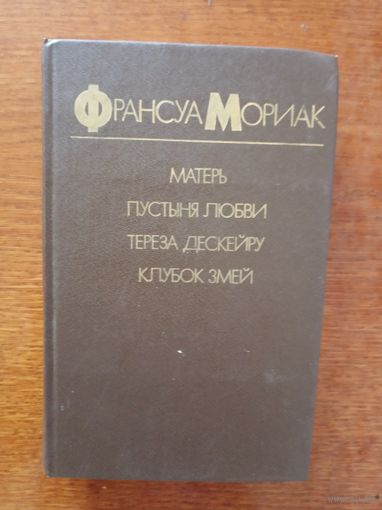 ФРАНСУА МОРИАК
МАТЕРЬ
ПУСТЫНЯ ЛЮБВИ
ТЕРЕЗА ДЕСКЕЙРУ
КЛУБОК ЗМЕЙ